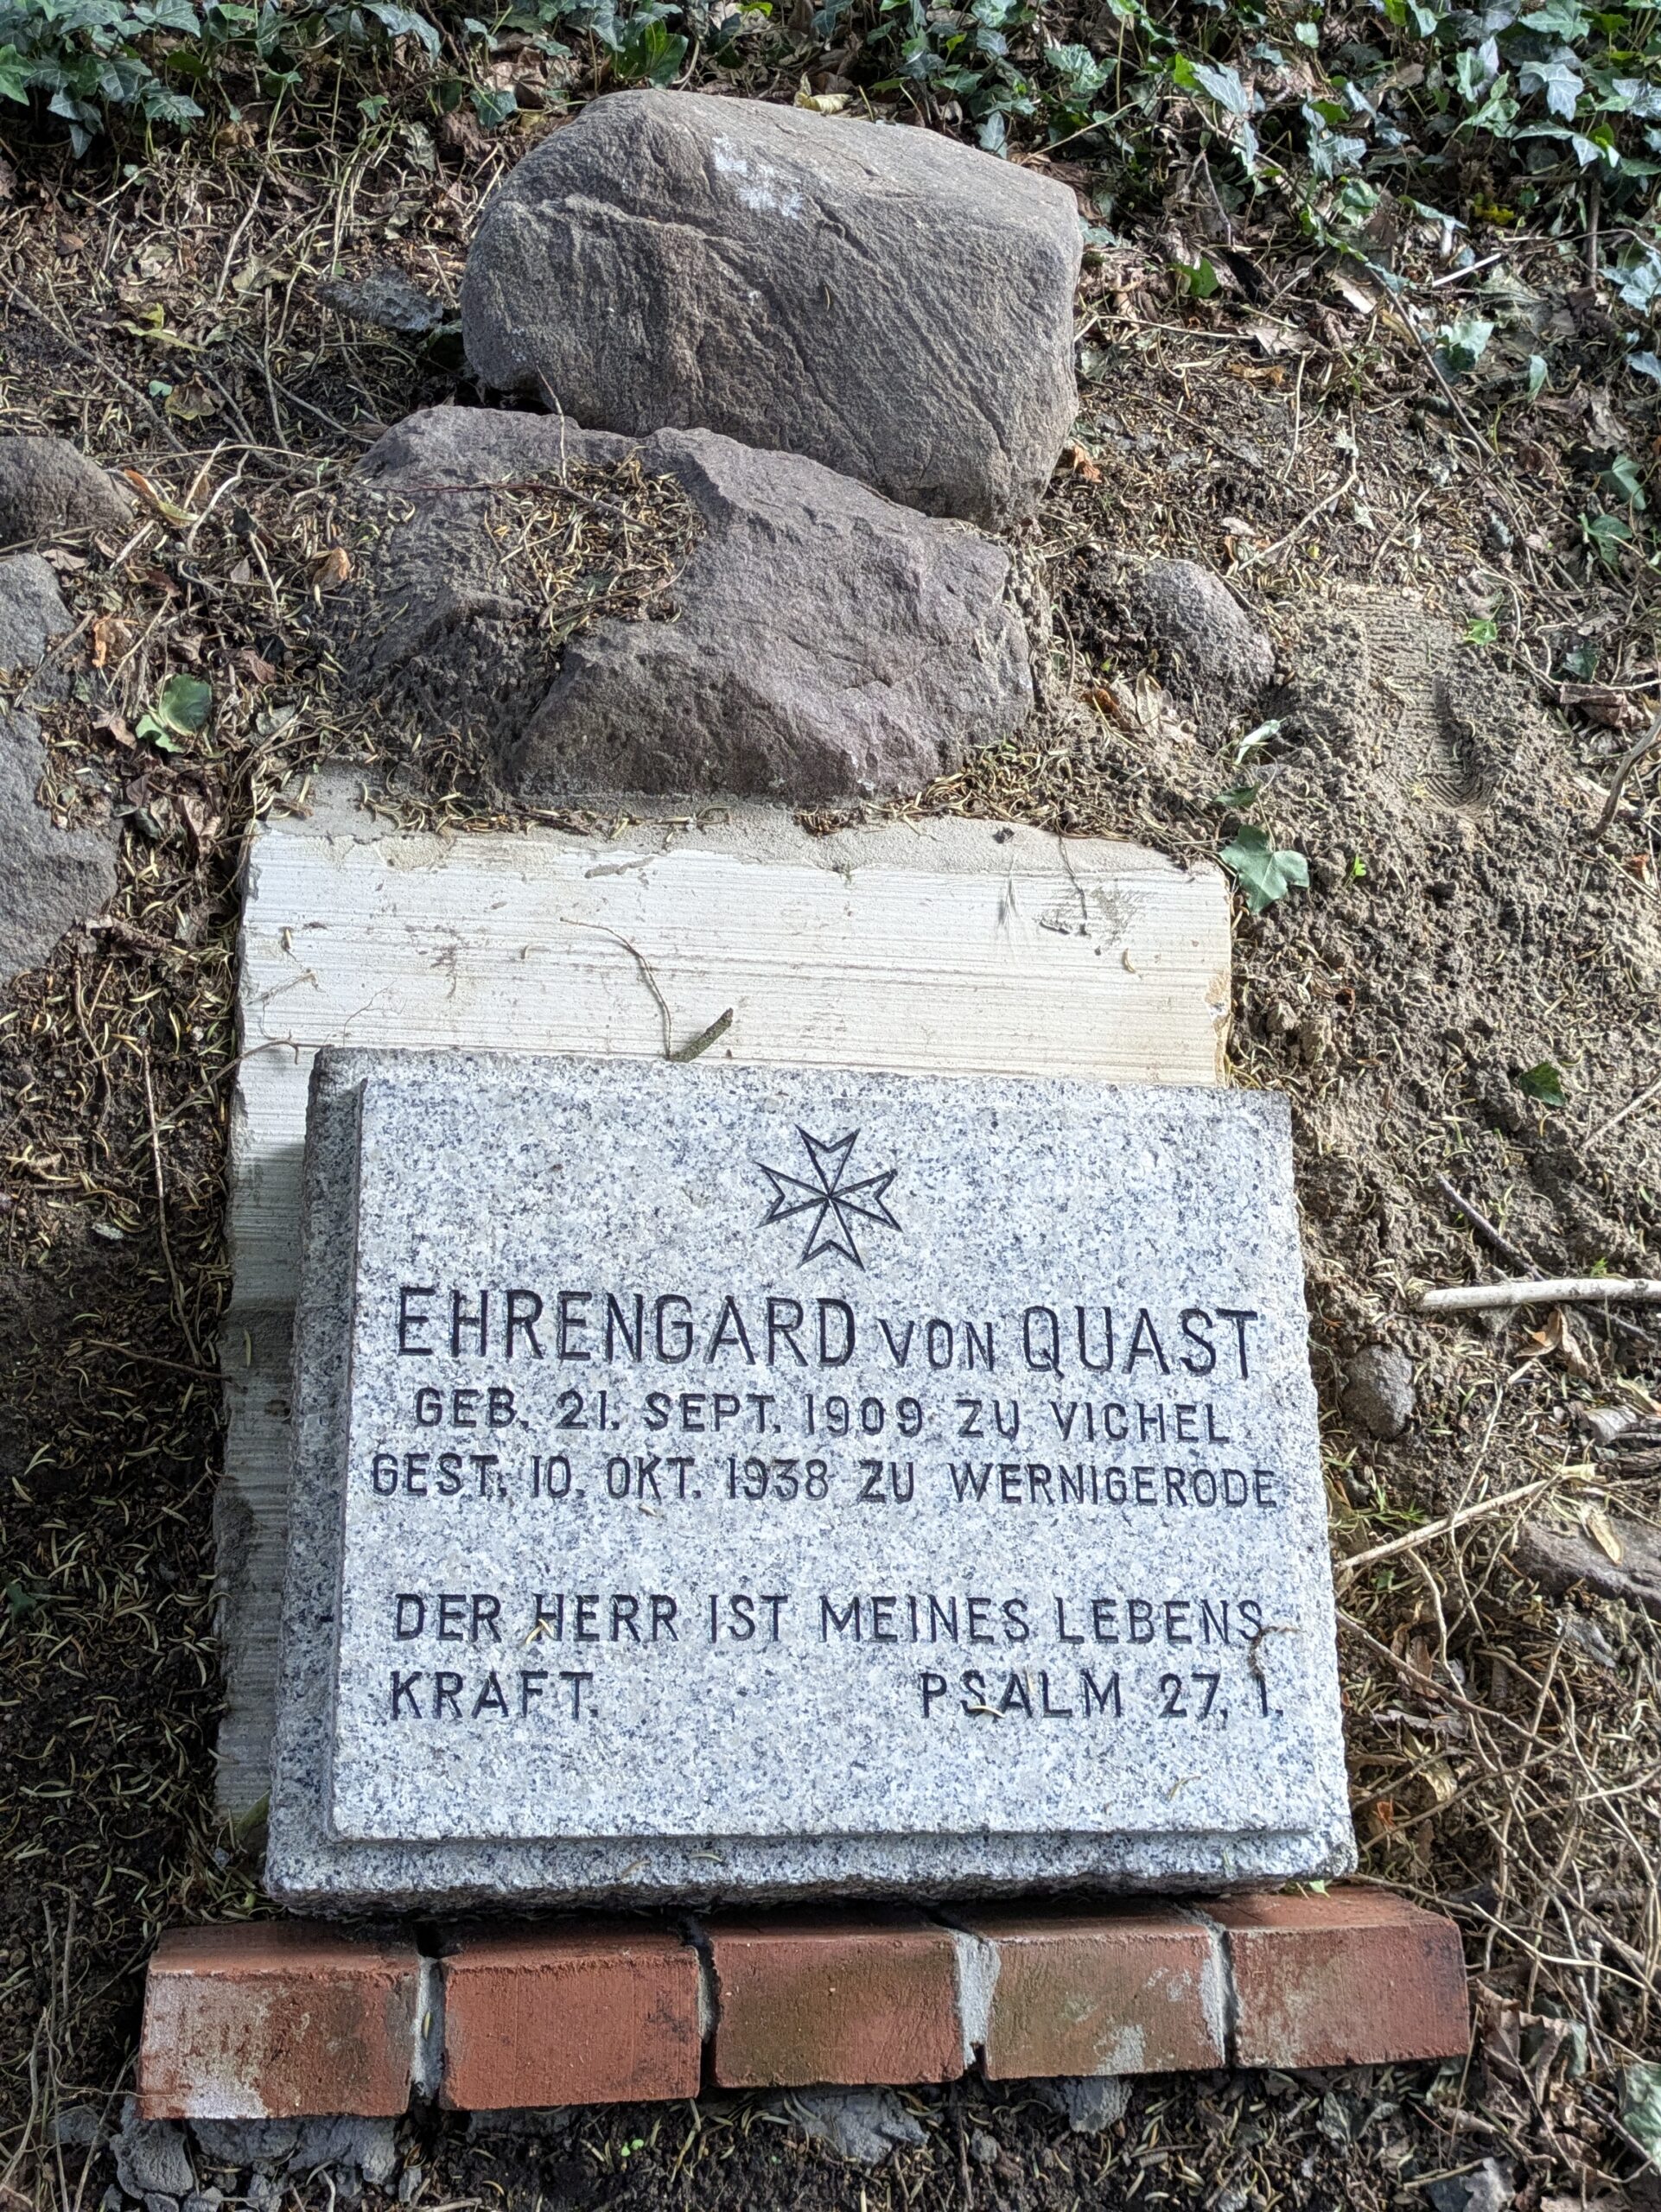 EHRENGARD VON QUAST
GEB. 21. SEPT. 1909 ZU VICHEL
GEST. 10. OKT. 1938 ZU WERNIGERODE
DER HERR IST MEINES LEBENS
KRAFT. PSALM 27, 1.